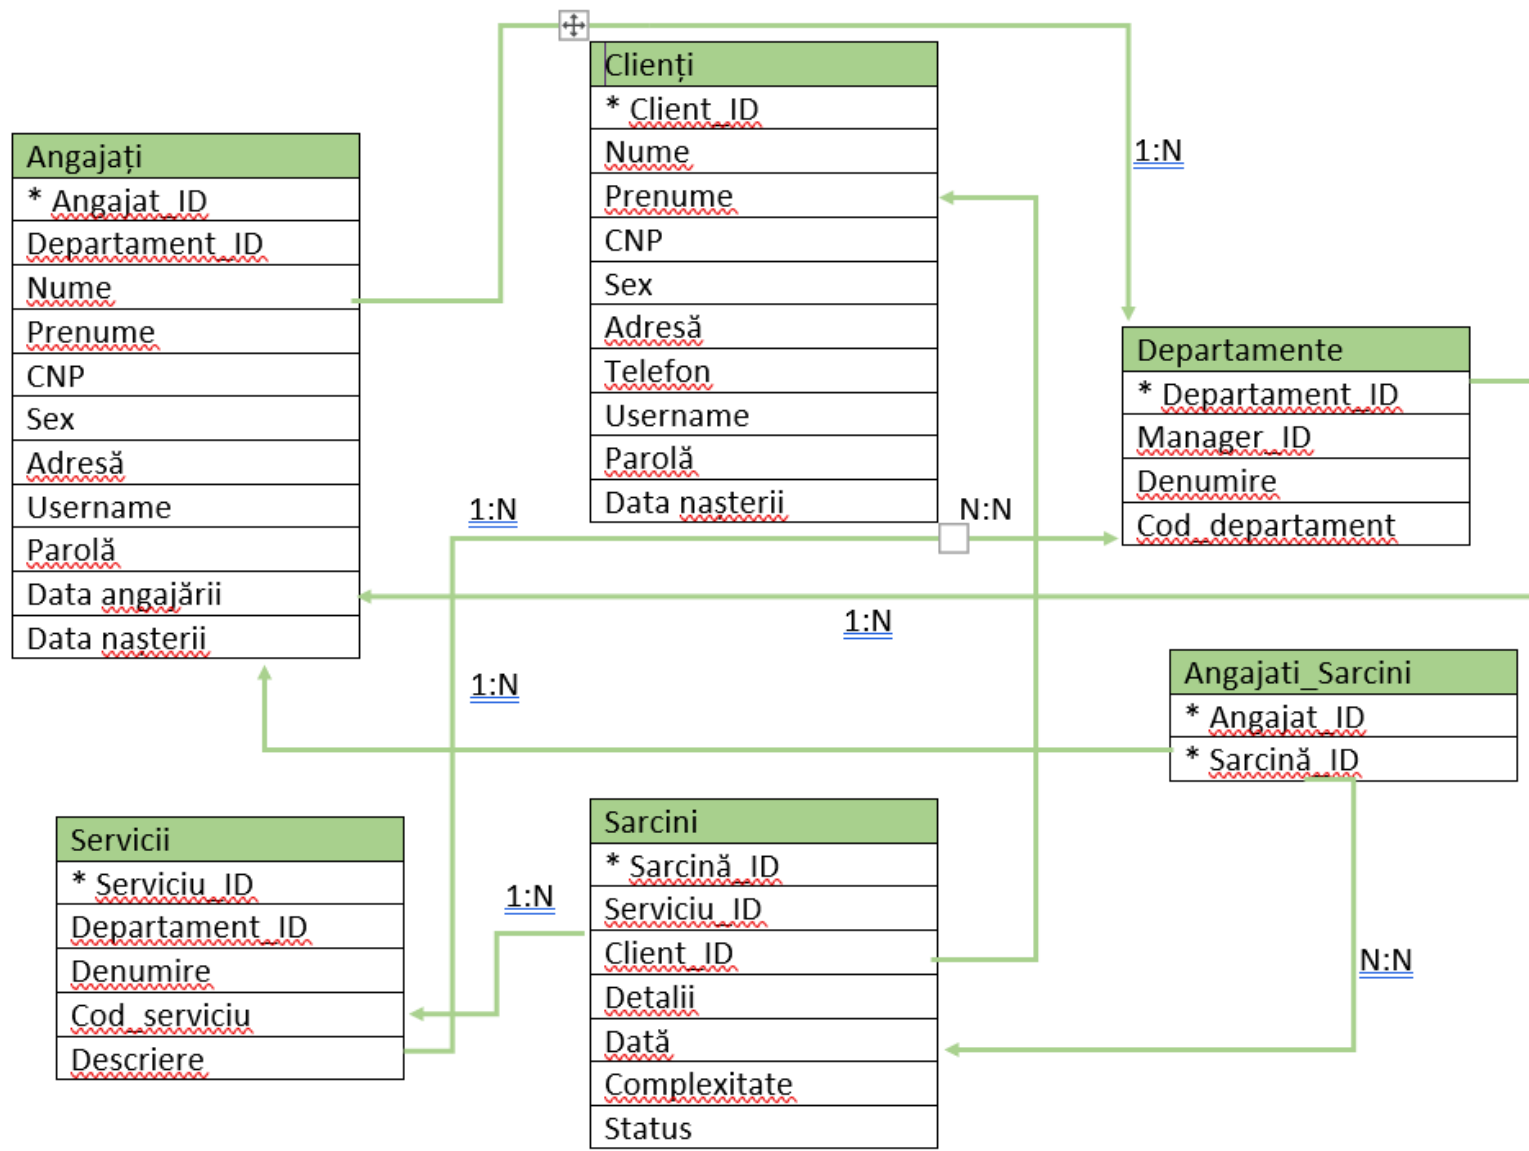 Clienți
* Client_ID
Nume
Prenume
CNP
Sex
Adresă
Telefon
Username
Parolă
Data nașterii
1:N
Angajați
* Angajat_ID
Departament_ID
Nume
Prenume
CNP
Sex
Adresă
Username
Parolă
Data angajării
Data nașterii
Departamente
* Departament_ID
Manager_ID
Denumire
Cod_departament
1:N
N:N
1:N
1:N
Angajati_Sarcini
* Angajat_ID
* Sarcină_ID
Servicii
* Serviciu_ID
Departament_ID
Denumire
Cod_serviciu
Descriere
1:N
Sarcini
* Sarcină_ID
Serviciu_ID
Client_ID
Detalii
Dată
Complexitate
Status
N:N